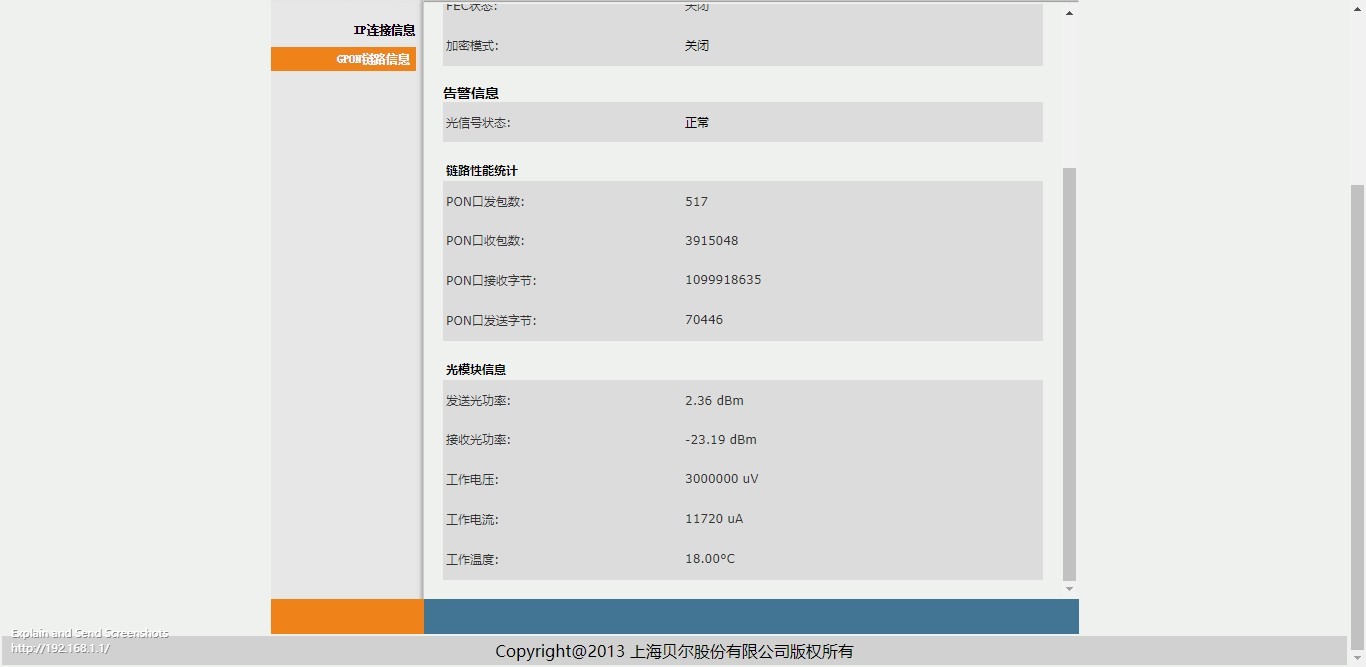 IP连接信息
GPON链路信息
FEC状态: 关闭
加密模式: 关闭
告警信息
光信号状态: 正常
链路性能统计
PON口发包数: 517
PON口收包数: 3915048
PON口接收字节: 1099918635
PON口发送字节: 70446
光模块信息
发送光功率: 2.36 dBm
接收光功率: -23.19 dBm
工作电压: 3000000 uV
工作电流: 11720 uA
工作温度: 18.00°C
Explain and Send Screenshots
http://192.168.1.1/
Copyright@2013 上海贝尔股份有限公司版权所有